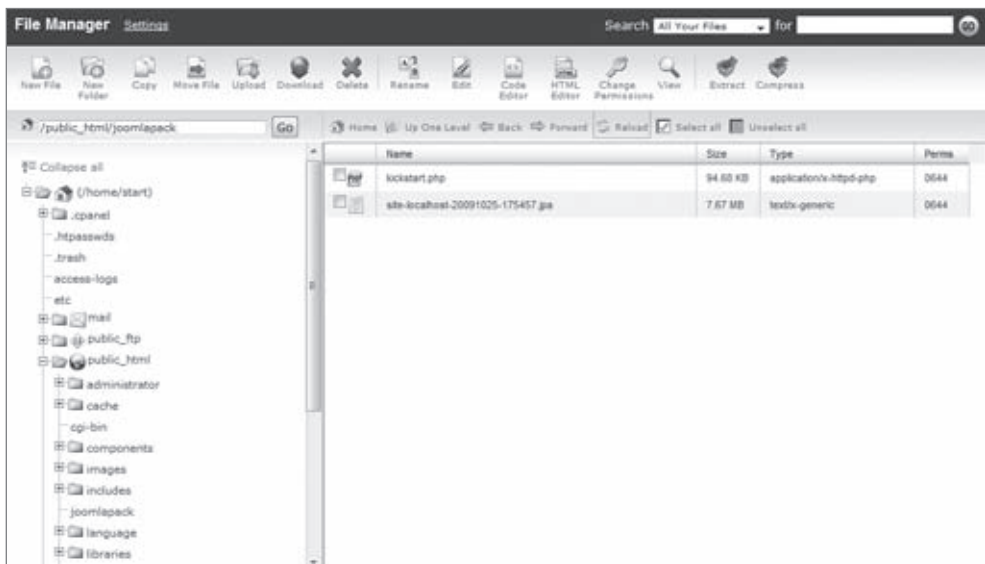 File Manager Settings Search All Your Files for GO
New File New Folder Copy Move File Upload Download Delete Rename Edit Code Editor HTML Editor Change Permissions View Extract Compress
/public_html/joomlapack Go Home Up One Level Back Forward Reload Select all Unselect all
Collapse all
Name Size Type Perms
kickstart.php 94.68 KB application/x-httpd-php 0644
site-localhost-20091025-175457.jpa 7.67 MB text/x-generic 0644
(/home/start)
.cpanel
.htpasswds
.trash
access-logs
etc
mail
public_ftp
public_html
administrator
cache
cgi-bin
components
images
includes
joomlapack
language
libraries